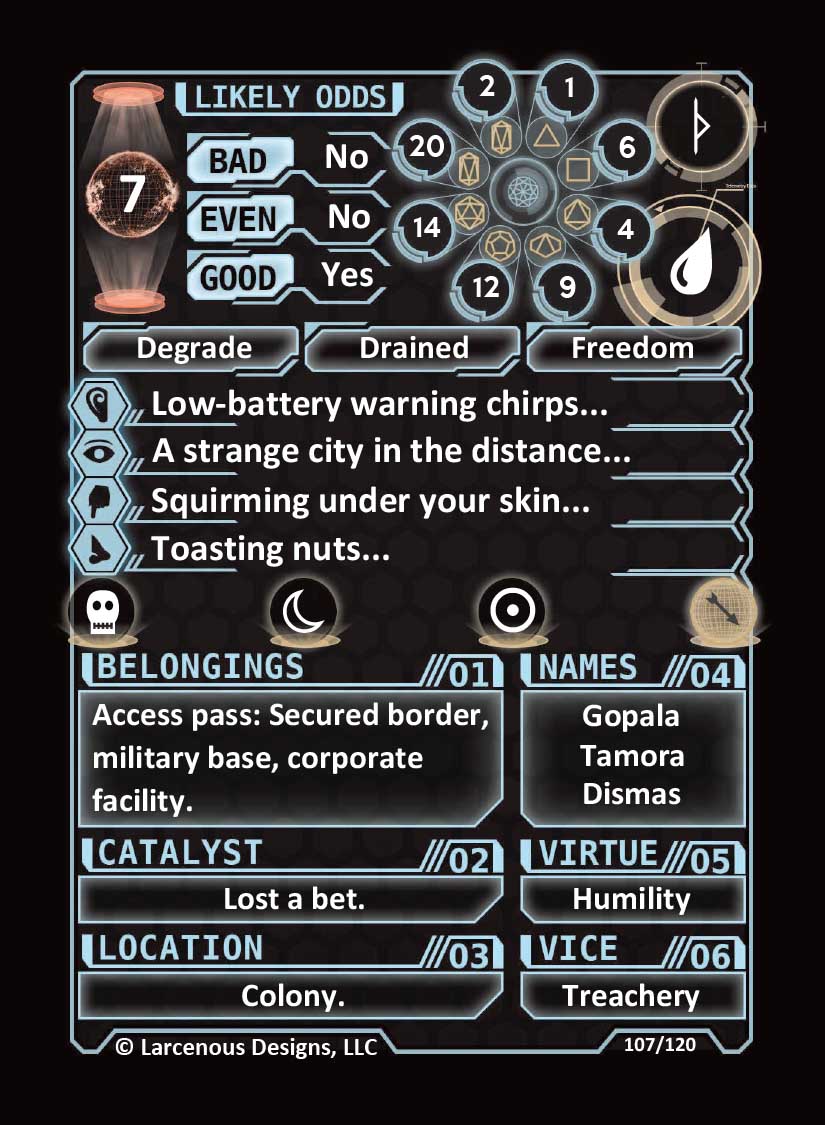 LIKELY ODDS
7
BAD No
EVEN No
GOOD Yes
2
1
20
6
14
4
12
9
ᚦ
Degrade
Drained
Freedom
Low-battery warning chirps...
A strange city in the distance...
Squirming under your skin...
Toasting nuts...
BELONGINGS ///01
Access pass: Secured border,
military base, corporate
facility.
NAMES ///04
Gopala
Tamora
Dismas
CATALYST ///02
Lost a bet.
VIRTUE ///05
Humility
LOCATION ///03
Colony.
VICE ///06
Treachery
© Larcenous Designs, LLC
107/120